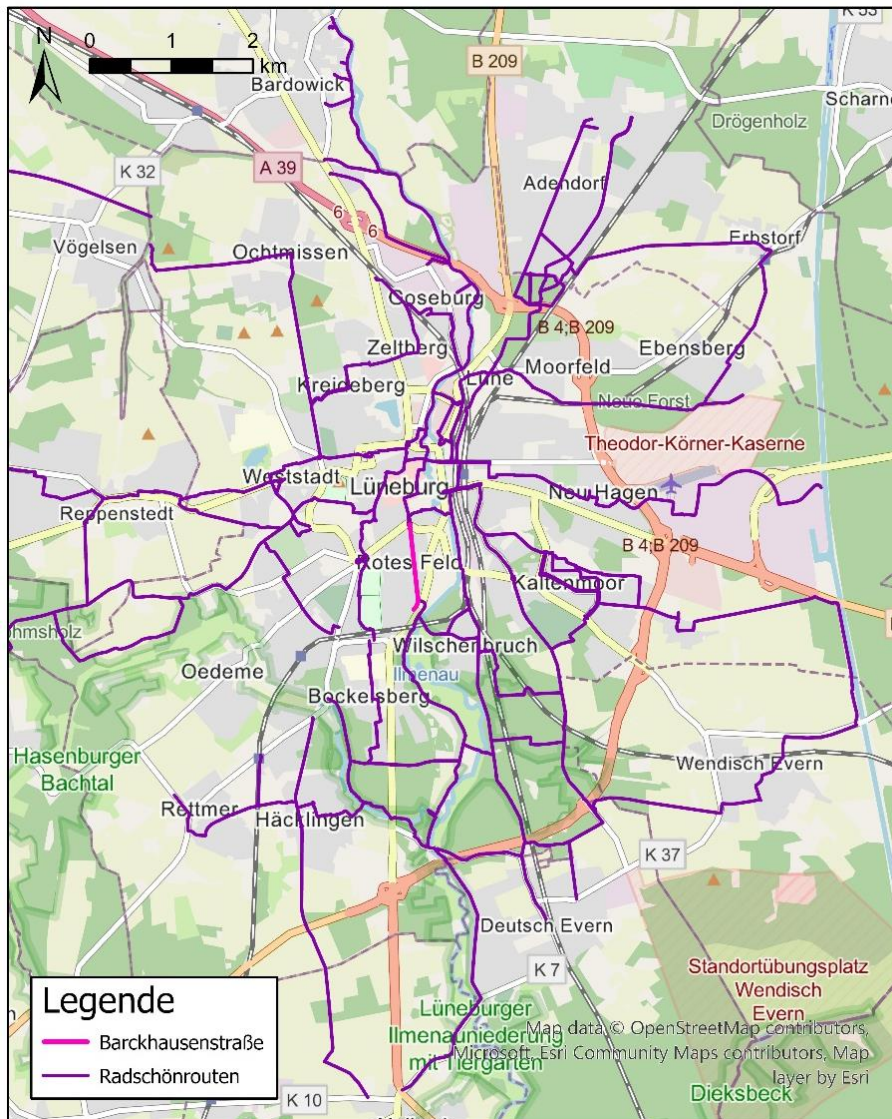 K 53
N
0 1 2
km
B 209
Bardowick
Scharne
Drögenholz
K 32
A 39
Adendorf
6
6
Vögelsen
Ochtmissen
Erbstorf
Goseburg
B 4;B 209
Zeltberg
Ebensberg
Moorfeld
Lüne
Kreideberg
Neue Forst
Theodor-Körner-Kaserne
Weststadt
Lüneburg
Neu Hagen
Reppenstedt
B 4;B 209
Rotes Feld
Kaltenmoor
ohmsholz
Wilschenbruch
Oedeme
Ilmenau
Bockelsberg
Hasenburger
Bachtal
Wendisch Evern
Rettmer
Häcklingen
K 37
Deutsch Evern
K 7
Standortübungsplatz
Wendisch
Evern
Lüneburger
Ilmenauniederung
mit Tiergarten
Legende
Barckhausenstraße
Radschönrouten
Map data © OpenStreetMap contributors,
Microsoft, Esri Community Maps contributors, Map
layer by Esri
K 10
Dieksbeck